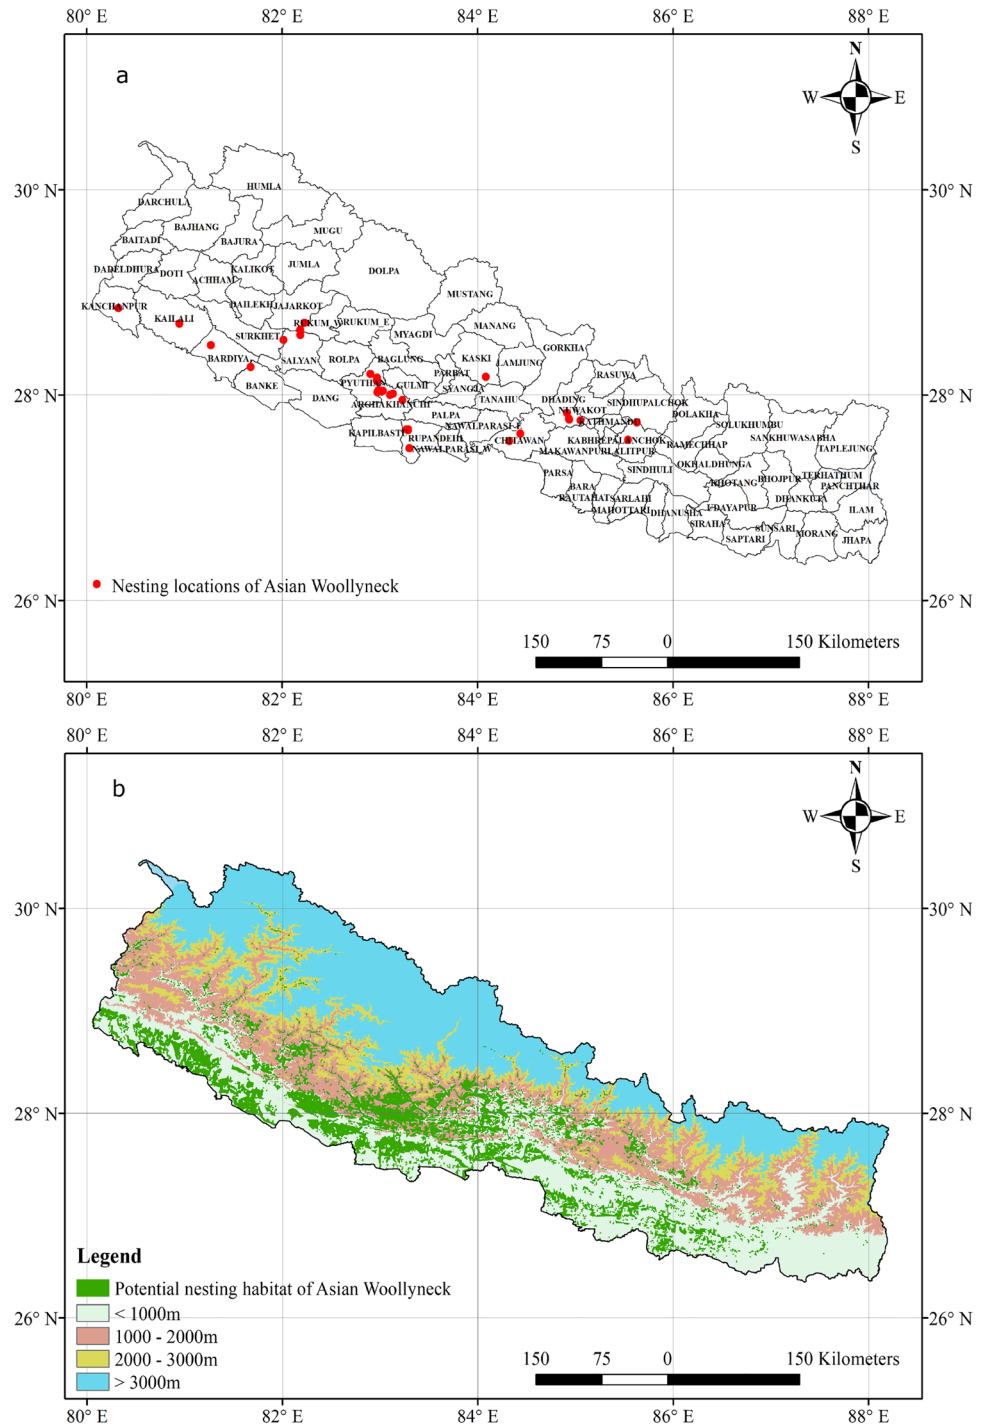 80° E 82° E 84° E 86° E 88° E
a
N
W E
S
30° N 30° N
HUMLA
DARCHULA
BAJHANG
MUGU
BAITADI BAJURA
JUMLA
DADELDHURA DOTI KALIKOT DOLPA
ACHHAM
MUSTANG
KANCHANPUR DAILEKH JAJARKOT
KAILALI RUKUM_W RUKUM_E MANANG
SURKHET MYAGDI
GORKHA
BARDIYA SALYAN ROLPA BAGLUNG KASKI LAMJUNG
PARBAT RASUWA
BANKE PYUTHAN GULMI SYANGJA
DANG TANAHU DHADING SINDHUPALCHOK
28° N 28° N
ARGHAKHANCHI NUWAKOT DOLAKHA
PALPA KATHMANDU SOLUKHUMBU
KAPILBASTU NAWALPARASI_E SANKHUWASABHA
RUPANDEHI CHITAWAN KABHREPALANCHOK RAMECHHAP TAPLEJUNG
NAWALPARASI_W MAKAWANPUR LALITPUR
OKHALDHUNGA
PARSA SINDHULI
KHOTANG BHOJPUR TERHATHUM
BARA PANCHTHAR
RAUTAHAT SARLAHI DHANKUTA
MAHOTTARI DHANUSHA UDAYAPUR ILAM
SIRAHA SUNSARI MORANG
SAPTARI JHAPA
Nesting locations of Asian Woollyneck
26° N 26° N
150 75 0 150 Kilometers
80° E 82° E 84° E 86° E 88° E
80° E 82° E 84° E 86° E 88° E
b
N
W E
S
30° N 30° N
28° N 28° N
Legend
Potential nesting habitat of Asian Woollyneck
< 1000m
26° N 26° N
1000 - 2000m
2000 - 3000m
> 3000m
150 75 0 150 Kilometers
80° E 82° E 84° E 86° E 88° E